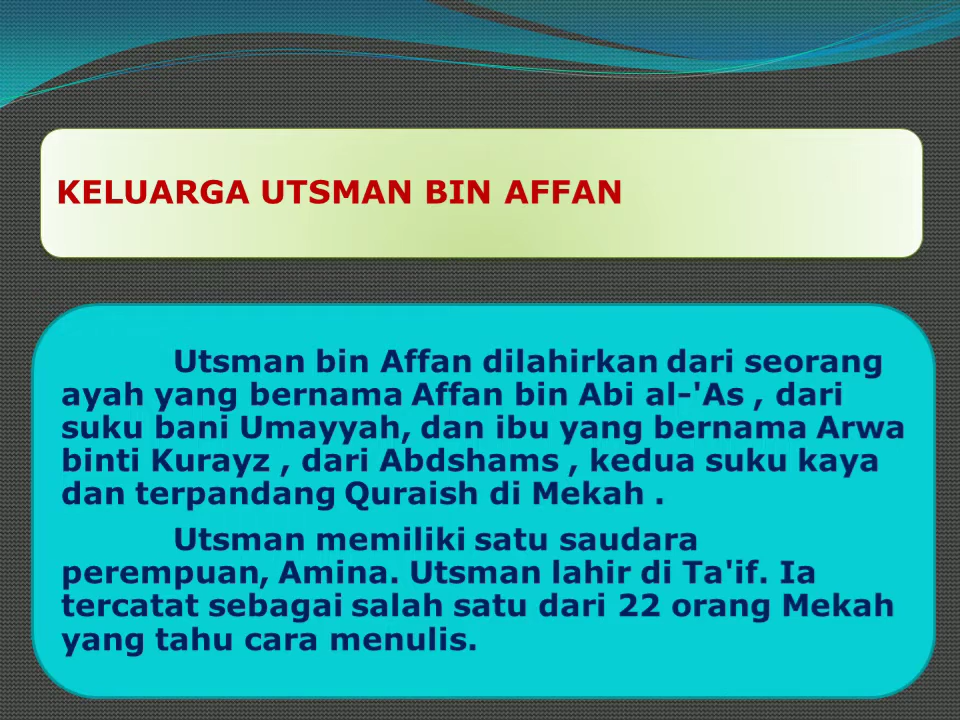 KELUARGA UTSMAN BIN AFFAN
Utsman bin Affan dilahirkan dari seorang
ayah yang bernama Affan bin Abi al-'As , dari
suku bani Umayyah, dan ibu yang bernama Arwa
binti Kurayz , dari Abdshams , kedua suku kaya
dan terpandang Quraish di Mekah .
Utsman memiliki satu saudara
perempuan, Amina. Utsman lahir di Ta'if. Ia
tercatat sebagai salah satu dari 22 orang Mekah
yang tahu cara menulis.